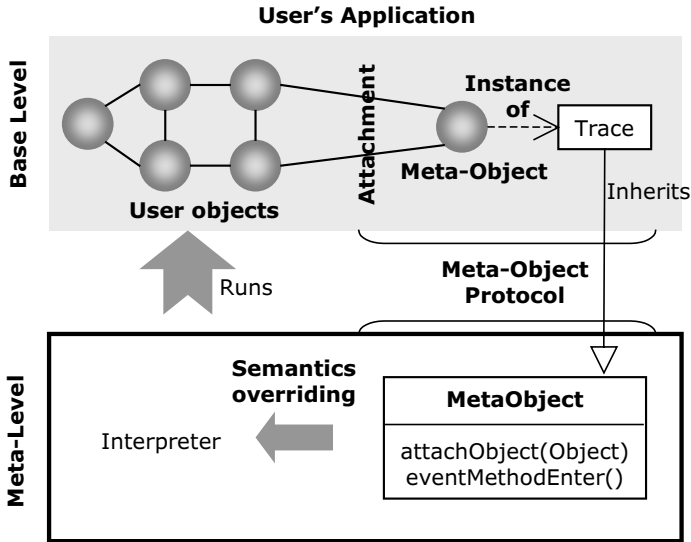 User's Application
Base Level
Attachment
Instance
of
Trace
Meta-Object
User objects
Inherits
Runs
Meta-Object
Protocol
Meta-Level
Semantics
overriding
Interpreter
MetaObject
attachObject(Object)
eventMethodEnter()